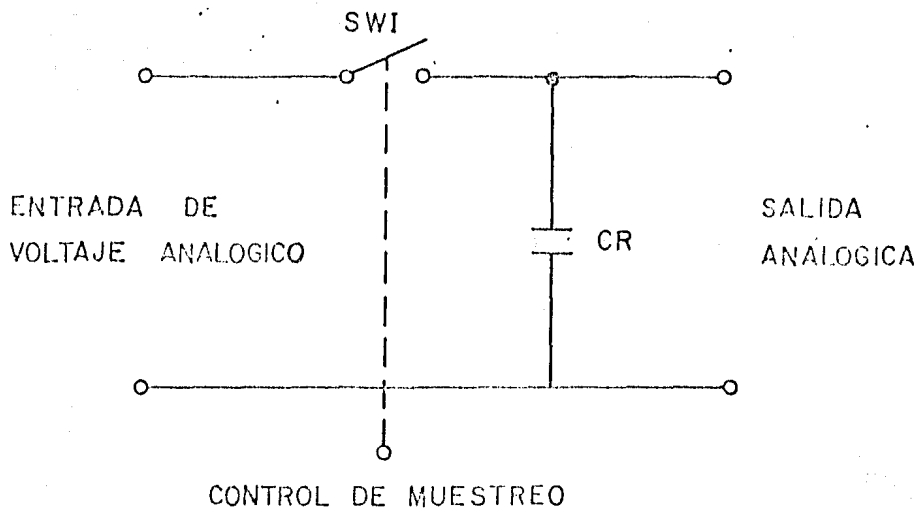 SWI
ENTRADA DE
VOLTAJE ANALOGICO
CR
SALIDA
ANALOGICA
CONTROL DE MUESTREO